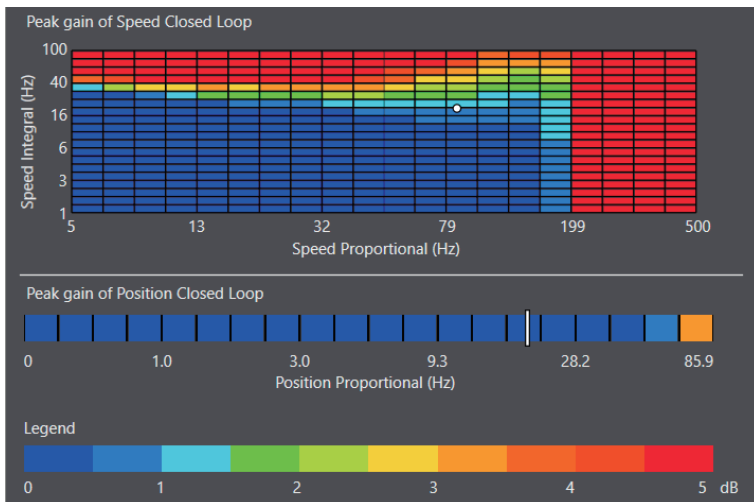 Peak gain of Speed Closed Loop
100
40
16
6
3
1
Speed Integral (Hz)
5 13 32 79 199 500
Speed Proportional (Hz)
Peak gain of Position Closed Loop
0 1.0 3.0 9.3 28.2 85.9
Position Proportional (Hz)
Legend
0 1 2 3 4 5 dB